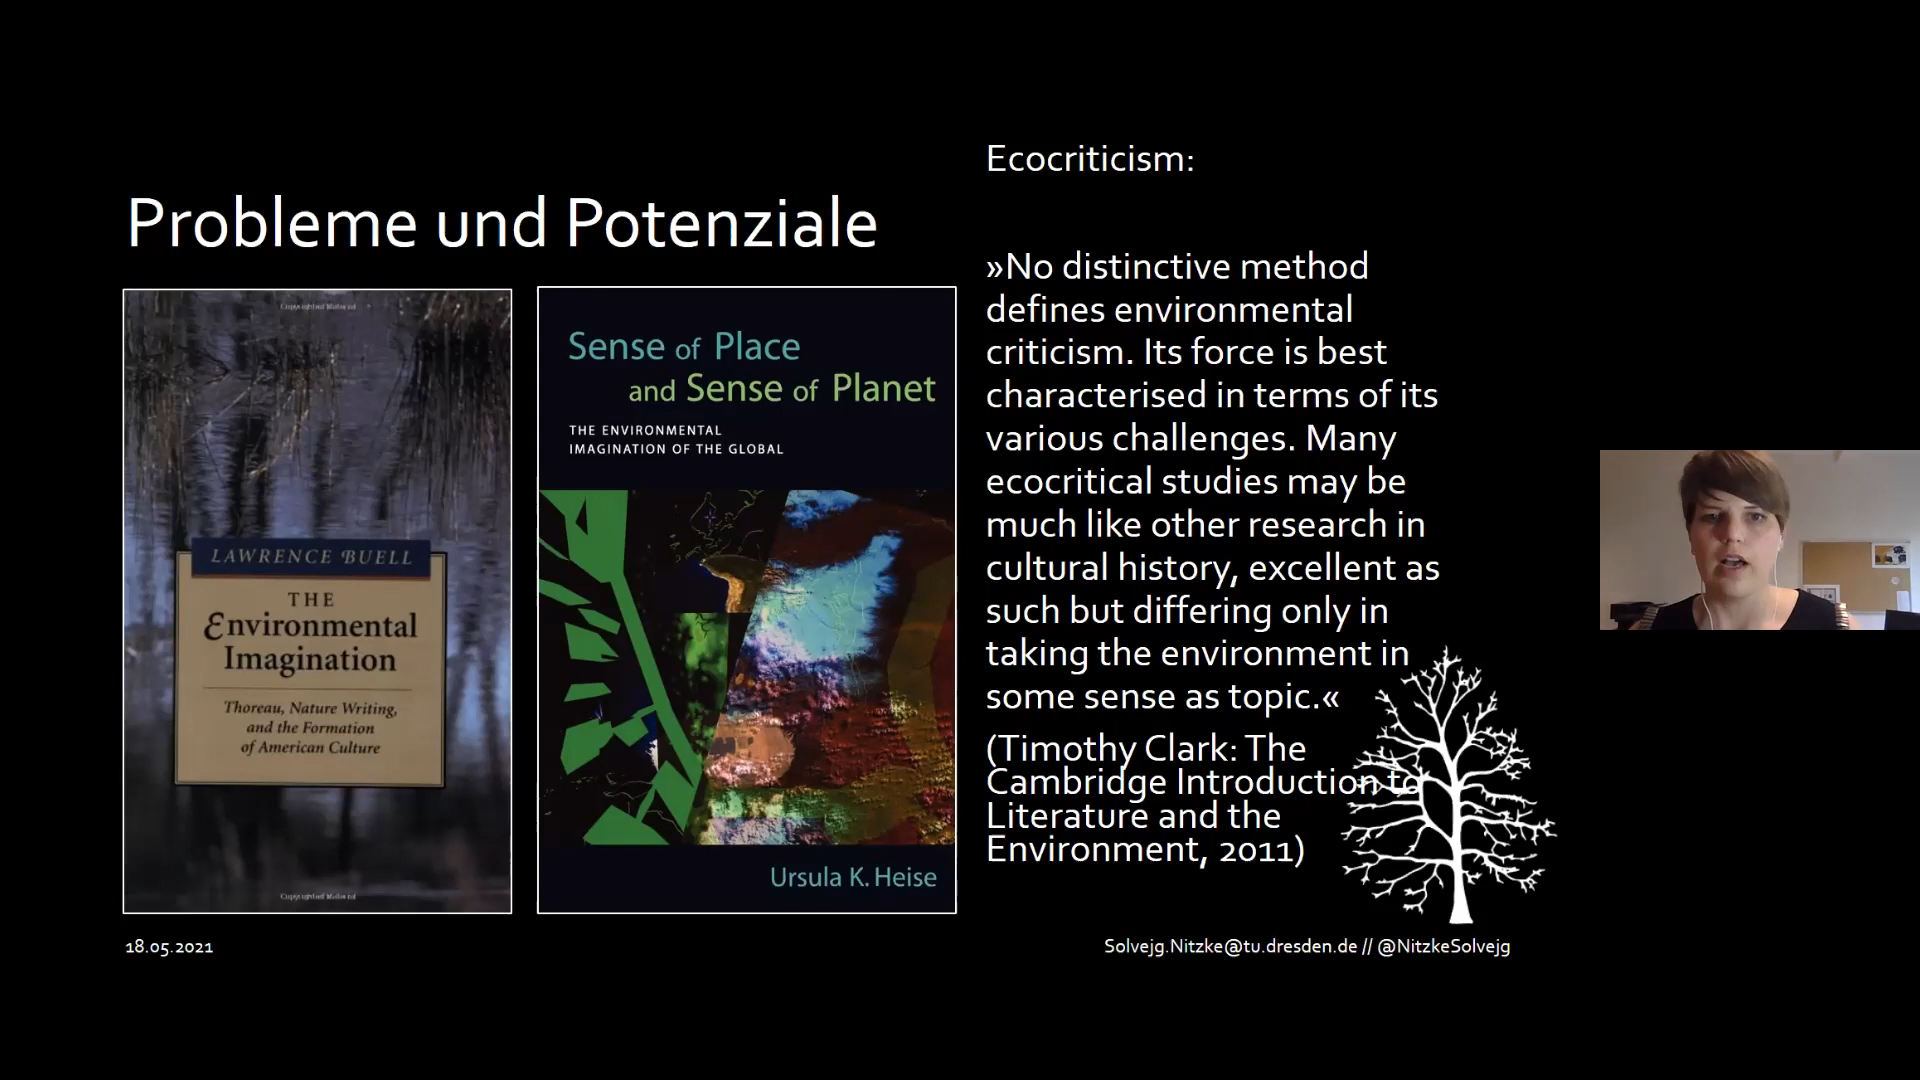 Probleme und Potenziale
Copyrighted Material
LAWRENCE BUELL
THE
Environmental
Imagination
Thoreau, Nature Writing,
and the Formation
of American Culture
Copyrighted Material
Sense of Place
and Sense of Planet
THE ENVIRONMENTAL
IMAGINATION OF THE GLOBAL
Ursula K. Heise
Ecocriticism:
»No distinctive method
defines environmental
criticism. Its force is best
characterised in terms of its
various challenges. Many
ecocritical studies may be
much like other research in
cultural history, excellent as
such but differing only in
taking the environment in
some sense as topic.«
(Timothy Clark: The
Cambridge Introduction to
Literature and the
Environment, 2011)
18.05.2021
Solvejg.Nitzke@tu.dresden.de // @NitzkeSolvejg